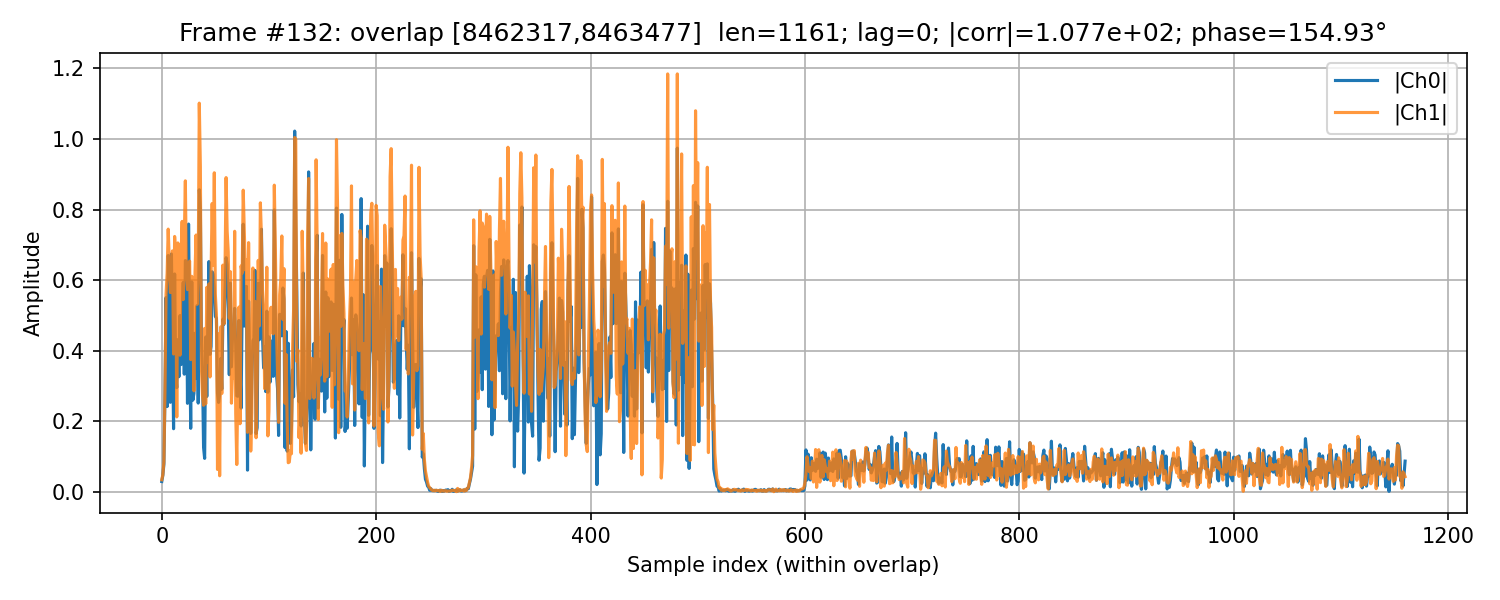 Frame #132: overlap [8462317,8463477]  len=1161; lag=0; |corr|=1.077e+02; phase=154.93°
|Ch0|
|Ch1|
1.2
1.0
0.8
0.6
0.4
0.2
0.0
Amplitude
0 200 400 600 800 1000 1200
Sample index (within overlap)